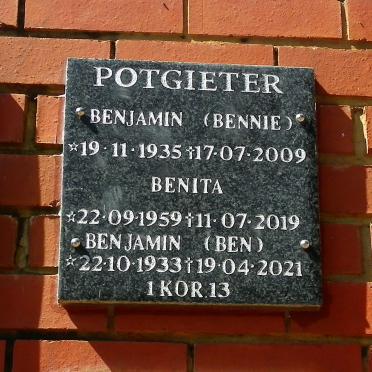 POTGIETER
BENJAMIN (BENNIE)
☆19·11·1935†17·07·2009
BENITA
☆22·09·1959†11·07·2019
BENJAMIN (BEN)
☆22·10·1933†19·04·2021
1 KOR 13